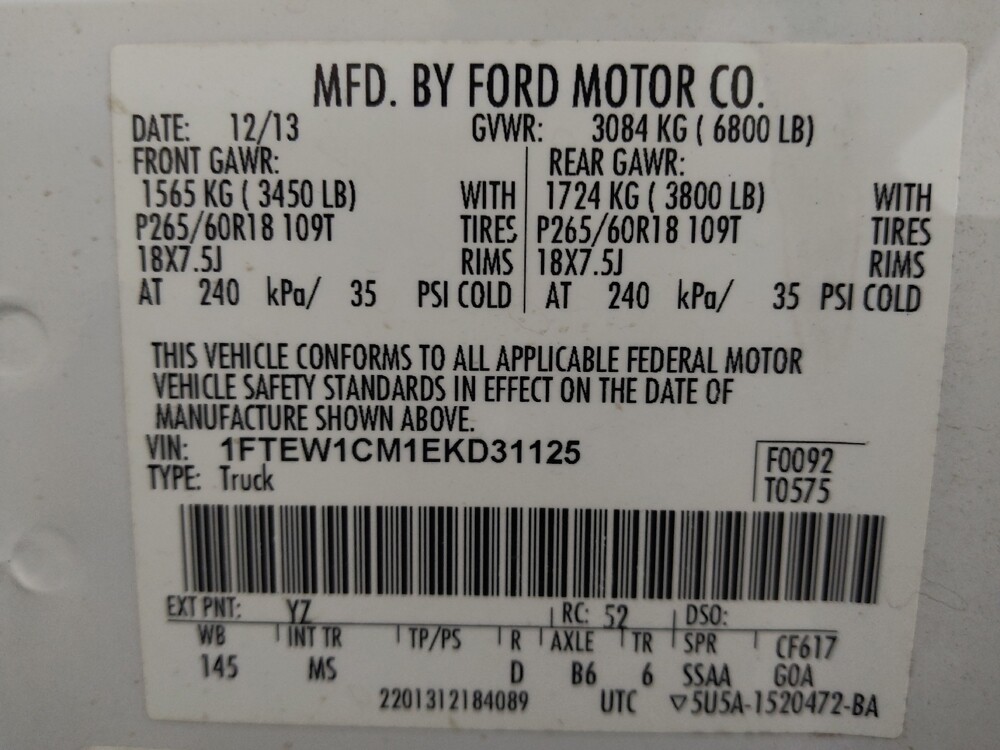 MFD. BY FORD MOTOR CO.
DATE: 12/13 GVWR: 3084 KG ( 6800 LB)
FRONT GAWR: REAR GAWR:
1565 KG ( 3450 LB) WITH 1724 KG ( 3800 LB) WITH
P265/60R18 109T TIRES P265/60R18 109T TIRES
18X7.5J RIMS 18X7.5J RIMS
AT 240 kPa/ 35 PSI COLD AT 240 kPa/ 35 PSI COLD
THIS VEHICLE CONFORMS TO ALL APPLICABLE FEDERAL MOTOR
VEHICLE SAFETY STANDARDS IN EFFECT ON THE DATE OF
MANUFACTURE SHOWN ABOVE.
VIN: 1FTEW1CM1EKD31125
TYPE: Truck
F0092
T0575
EXT PNT: YZ RC: 52 DSO:
WB INT TR TP/PS R AXLE TR SPR CF617
145 MS D B6 6 SSAA GOA
2201312184089 UTC ▽5U5A-1520472-BA